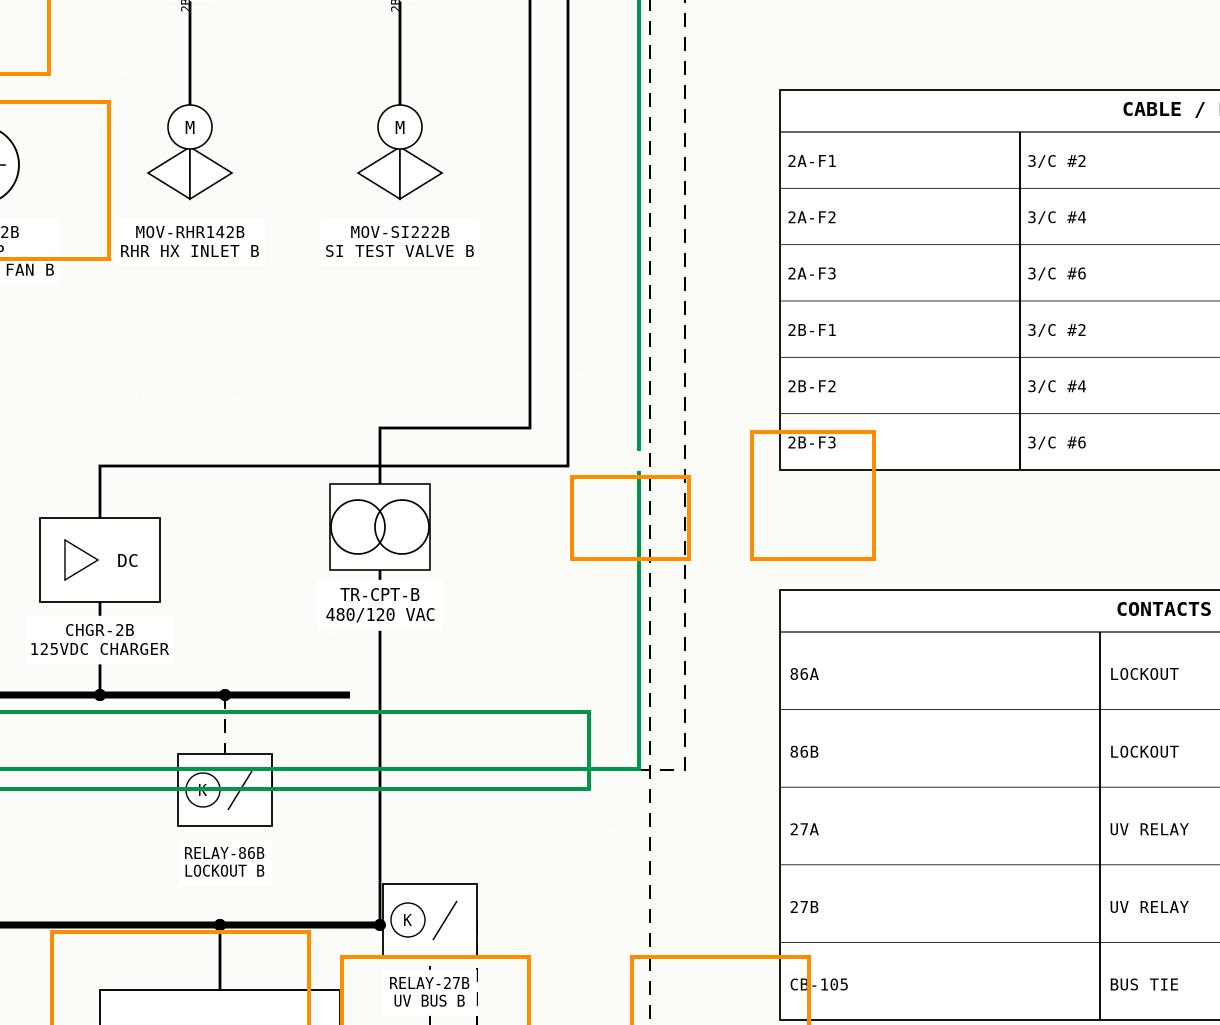 M
M
2B
FAN B
MOV-RHR142B
RHR HX INLET B
MOV-SI222B
SI TEST VALVE B
CABLE /
2A-F1 3/C #2
2A-F2 3/C #4
2A-F3 3/C #6
2B-F1 3/C #2
2B-F2 3/C #4
2B-F3 3/C #6
DC
CHGR-2B
125VDC CHARGER
TR-CPT-B
480/120 VAC
K
RELAY-86B
LOCKOUT B
K
RELAY-27B
UV BUS B
CONTACTS
86A LOCKOUT
86B LOCKOUT
27A UV RELAY
27B UV RELAY
CB-105 BUS TIE